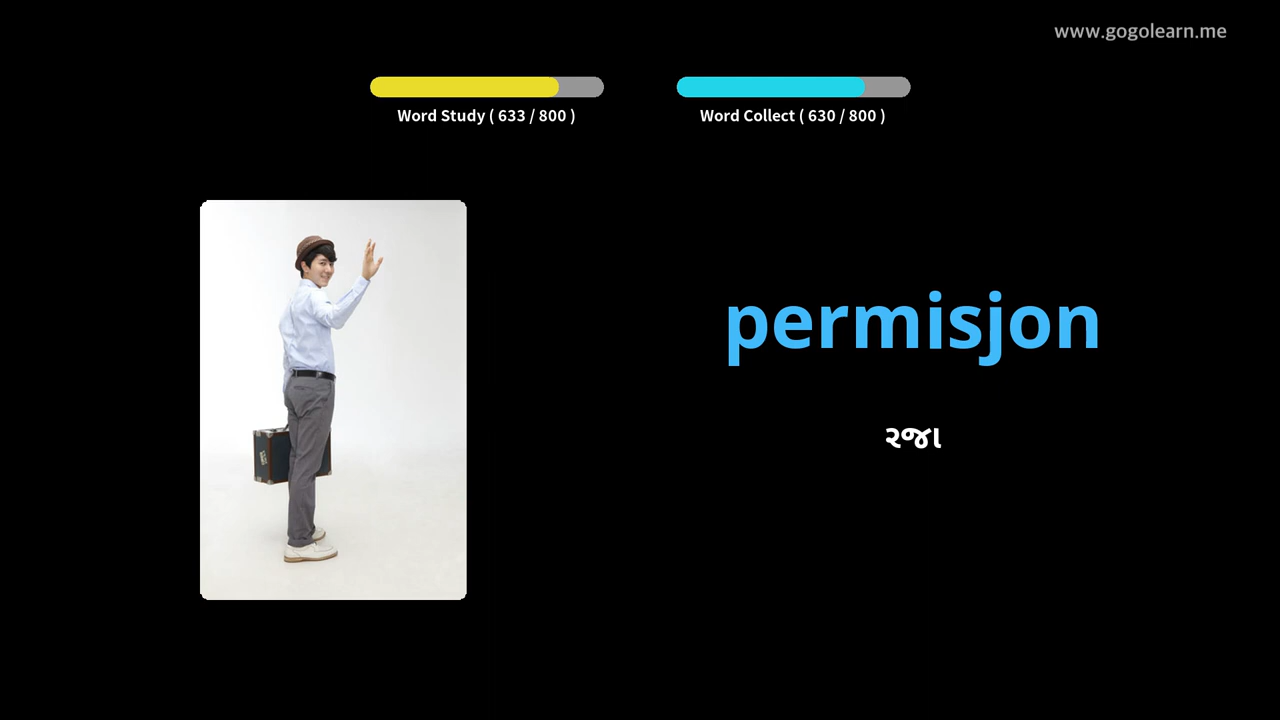 www.gogolearn.me
Word Study ( 633 / 800 )
Word Collect ( 630 / 800 )
permisjon
રજા